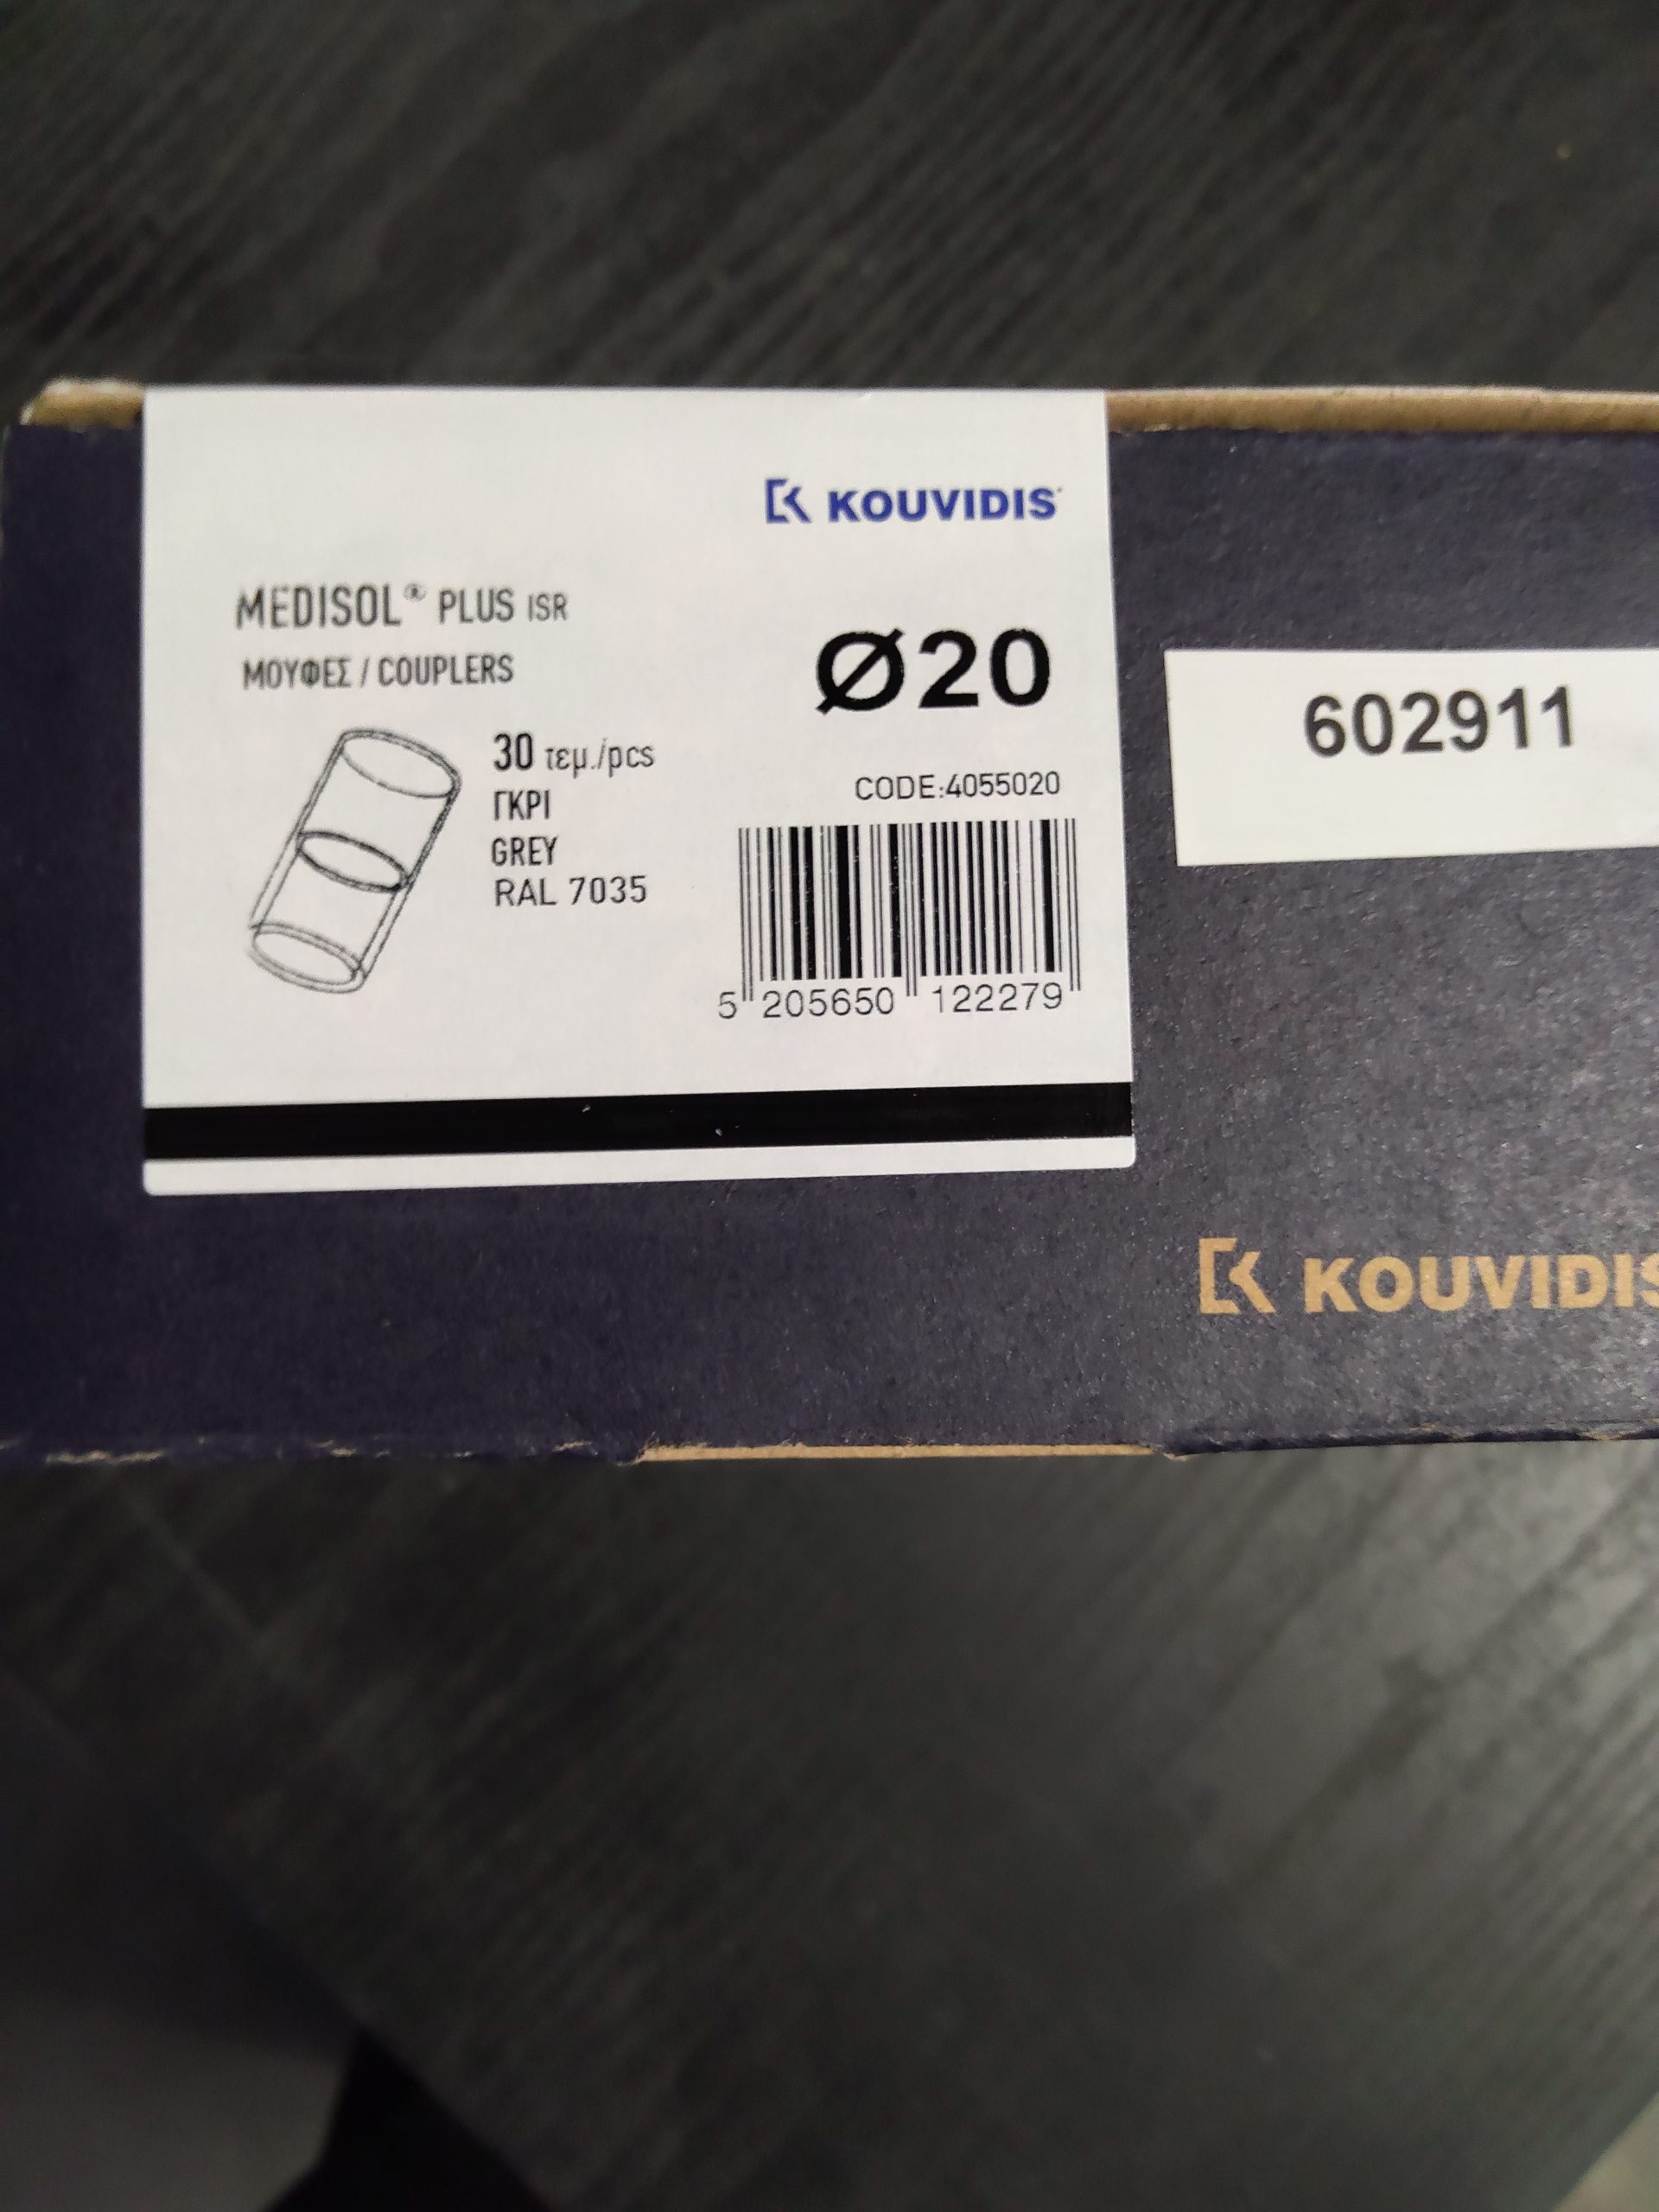 KOUVIDIS
MEDISOL® PLUS ISR
ΜΟΥΦΕΣ / COUPLERS
Ø20
30 τεμ./pcs
ΓΚΡΙ
GREY
RAL 7035
CODE:4055020
5 205650 122279
602911
KOUVIDIS